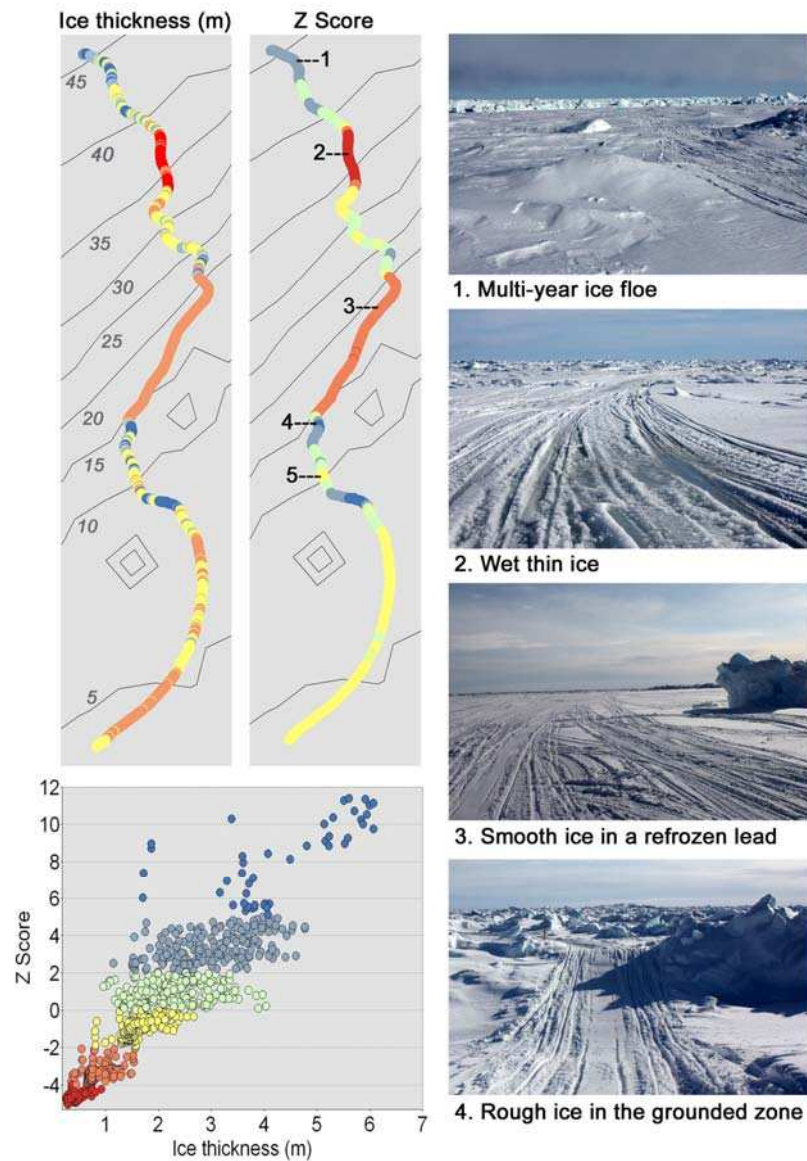 Ice thickness (m)
Z Score
45
40
35
30
25
20
15
10
5
1
2
3
4
5
1. Multi-year ice floe
2. Wet thin ice
3. Smooth ice in a refrozen lead
4. Rough ice in the grounded zone
12
10
8
6
4
2
0
-2
-4
Z Score
1 2 3 4 5 6 7
Ice thickness (m)